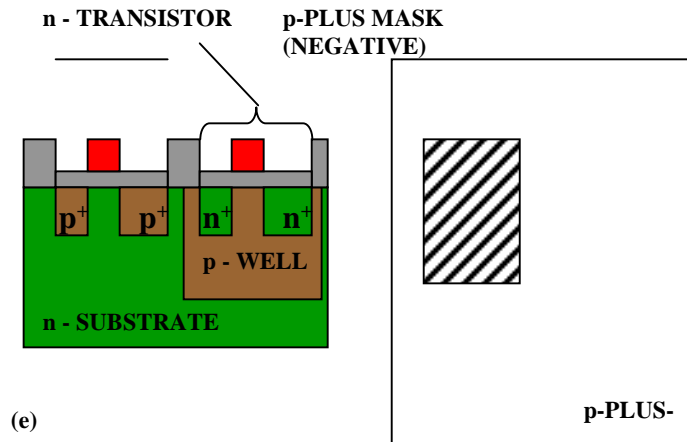 n - TRANSISTOR
p-PLUS MASK
(NEGATIVE)
p+ p+ n+ n+
p - WELL
n - SUBSTRATE
(e)
p-PLUS-